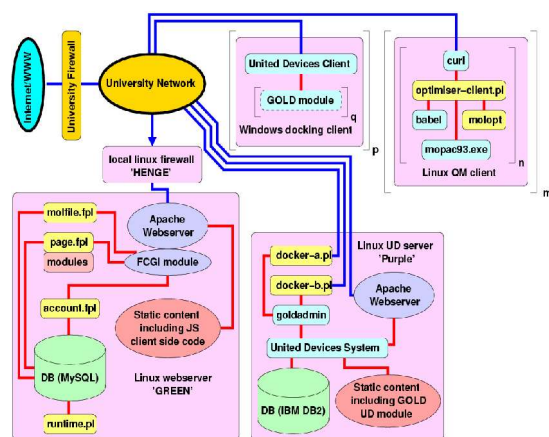 Internet/WWW
University Firewall
University Network
United Devices Client
GOLD module
q
Windows docking client
p
curl
optimiser-client.pl
babel
molopt
mopac93.exe
n
Linux QM client
m
local linux firewall
'HENGE'
molfile.fpl
page.fpl
modules
Apache
Webserver
FCGI module
account.fpl
Static content
including JS
client side code
DB (MySQL)
Linux webserver
'GREEN'
runtime.pl
Linux UD server
'Purple'
docker-a.pl
docker-b.pl
Apache
Webserver
goldadmin
United Devices System
DB (IBM DB2)
Static content
including GOLD
UD module